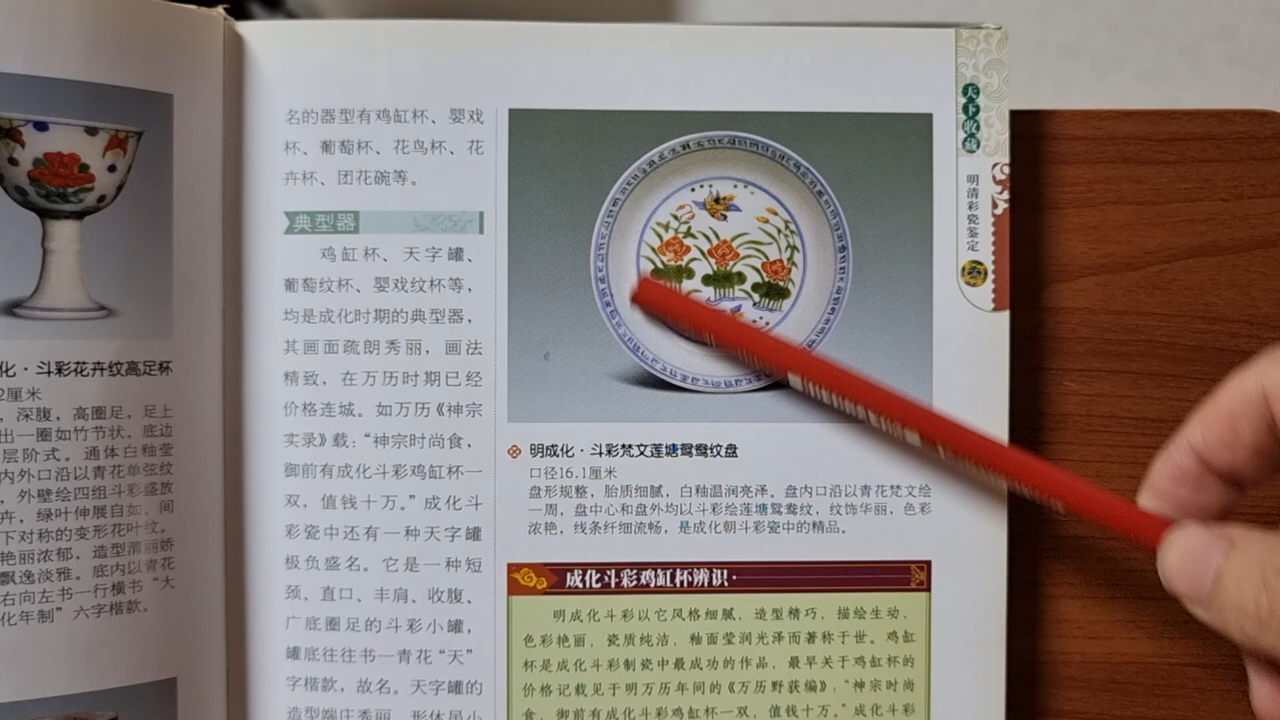 化·斗彩花卉纹高足杯
2厘米
，深腹，高圈足，足上
出一圈如竹节状，底边
层阶式。通体白釉莹
内外口沿以青花单弦纹
，外壁绘四组斗彩盛放
卉，绿叶伸展自如，间
下对称的变形花叶纹。
艳丽浓郁，造型清丽娇
飘逸淡雅。底内以青花
右向左书一行横书“大
化年制”六字楷款。
名的器型有鸡缸杯、婴戏
杯、葡萄杯、花鸟杯、花
卉杯、团花碗等。
典型器
鸡缸杯、天字罐、
葡萄纹杯、婴戏纹杯等，
均是成化时期的典型器，
其画面疏朗秀丽，画法
精致，在万历时期已经
价格连城。如万历《神宗
实录》载：“神宗时尚食，
御前有成化斗彩鸡缸杯一
双，值钱十万。”成化斗
彩瓷中还有一种天字罐
极负盛名。它是一种短
颈、直口、丰肩、收腹、
广底圈足的斗彩小罐，
罐底往往书一青花“天”
字楷款，故名。天字罐的
造型端庄秀丽，形体虽小
明成化·斗彩梵文莲塘鸳鸯纹盘
口径16.1厘米
盘形规整，胎质细腻，白釉温润亮泽。盘内口沿以青花梵文绘
一周，盘中心和盘外均以斗彩绘莲塘鸳鸯纹，纹饰华丽，色彩
浓艳，线条纤细流畅，是成化朝斗彩瓷中的精品。
成化斗彩鸡缸杯辨识·
明成化斗彩以它风格细腻，造型精巧，描绘生动，
色彩艳丽，瓷质纯洁，釉面莹润光泽而著称于世。鸡缸
杯是成化斗彩制瓷中最成功的作品，最早关于鸡缸杯的
价格记载见于明万历年间的《万历野获编》：“神宗时尚
食，御前有成化斗彩鸡缸杯一双，值钱十万。”成化斗彩
天下收藏
明清彩瓷鉴定